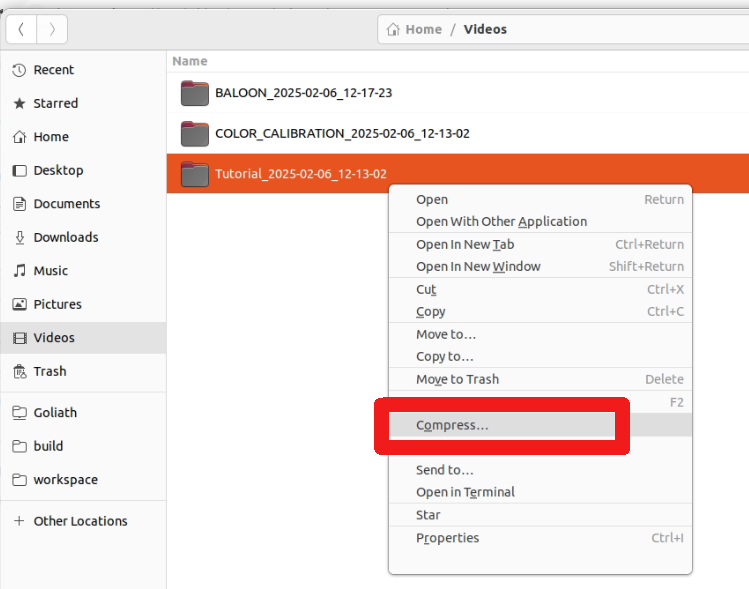 Home / Videos
Recent
Starred
Home
Desktop
Documents
Downloads
Music
Pictures
Videos
Trash
Goliath
build
workspace
+ Other Locations
Name
BALOON_2025-02-06_12-17-23
COLOR_CALIBRATION_2025-02-06_12-13-02
Tutorial_2025-02-06_12-13-02
Open Return
Open With Other Application
Open In New Tab Ctrl+Return
Open In New Window Shift+Return
Cut Ctrl+X
Copy Ctrl+C
Move to...
Copy to...
Move to Trash Delete
F2
Compress...
Send to...
Open in Terminal
Star
Properties Ctrl+I